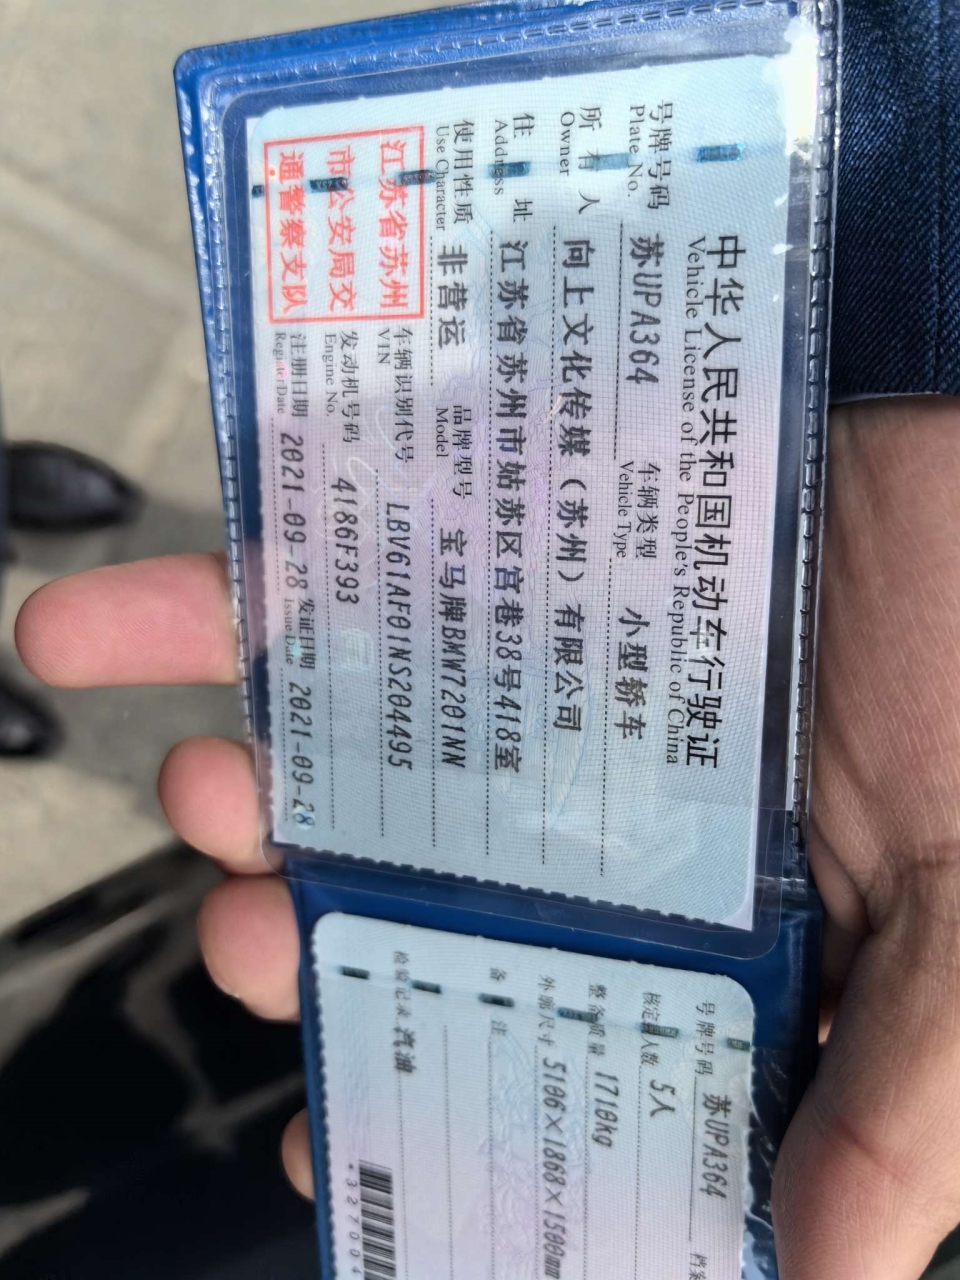 中华人民共和国机动车行驶证
Vehicle License of the People's Republic of China
号牌号码 苏UPA364 车辆类型 小型轿车
Plate No. Vehicle Type
所有人 向上文化传媒（苏州）有限公司
Owner
住址 江苏省苏州市姑苏区宫巷38号418室
Address
使用性质 非营运 品牌型号 宝马牌BMW7201NN
Use Character Model
江苏省苏州
市公安局交
通警察支队
车辆识别代号 LBV61AF01NS204495
VIN
发动机号码 4186F393
Engine No.
注册日期 2021-09-28 发证日期 2021-09-28
Register Date Issue Date
号牌号码 苏UPA364 档案
核定载人数 5人
整备质量 1710kg
外廓尺寸 5106×1868×1500mm
备注
检验记录 汽油
*327004